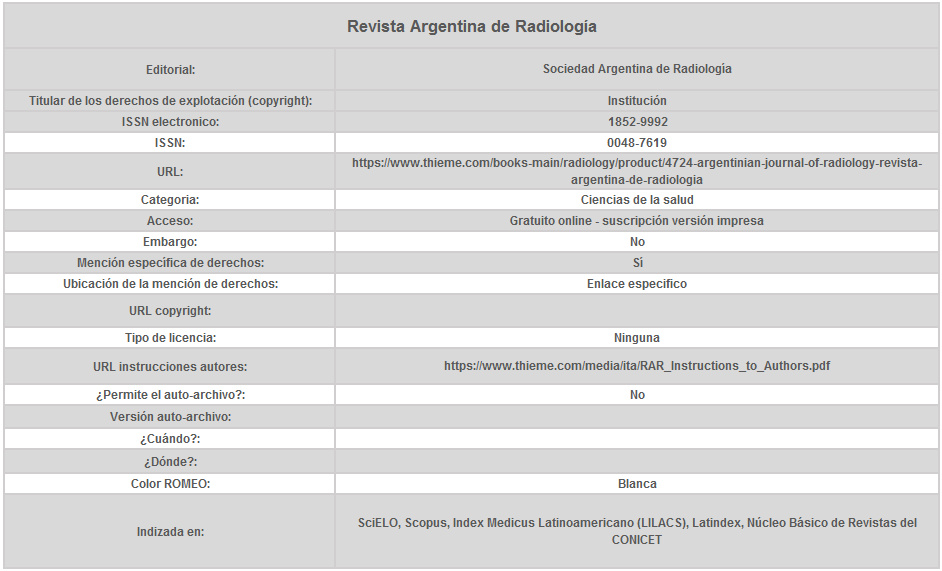 Revista Argentina de Radiología
Editorial: Sociedad Argentina de Radiología
Titular de los derechos de explotación (copyright): Institución
ISSN electronico: 1852-9992
ISSN: 0048-7619
URL: https://www.thieme.com/books-main/radiology/product/4724-argentinian-journal-of-radiology-revista-
argentina-de-radiologia
Categoria: Ciencias de la salud
Acceso: Gratuito online - suscripción versión impresa
Embargo: No
Mención específica de derechos: Si
Ubicación de la mención de derechos: Enlace especifico
URL copyright:
Tipo de licencia: Ninguna
URL instrucciones autores: https://www.thieme.com/media/ita/RAR_Instructions_to_Authors.pdf
¿Permite el auto-archivo?: No
Versión auto-archivo:
¿Cuándo?:
¿Dónde?:
Color ROMEO: Blanca
Indizada en: SciELO, Scopus, Index Medicus Latinoamericano (LILACS), Latindex, Núcleo Básico de Revistas del
CONICET